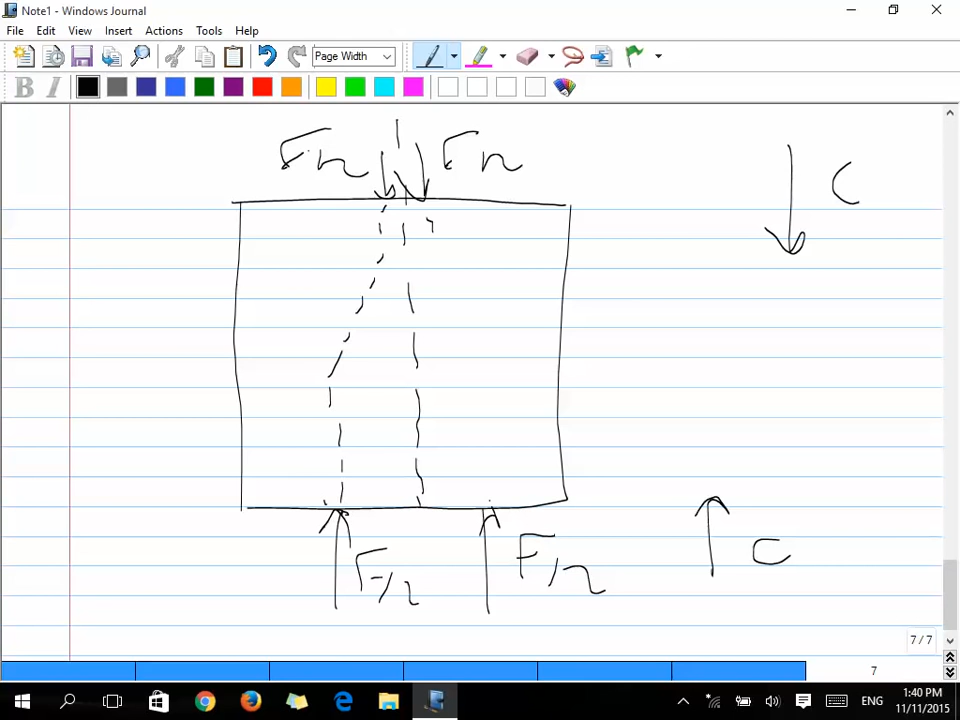 Note1 - Windows Journal
File Edit View Insert Actions Tools Help
Page Width
B I
F/2 F/2
C
F/2 F/2
C
7/7
7
ENG
1:40 PM
11/11/2015